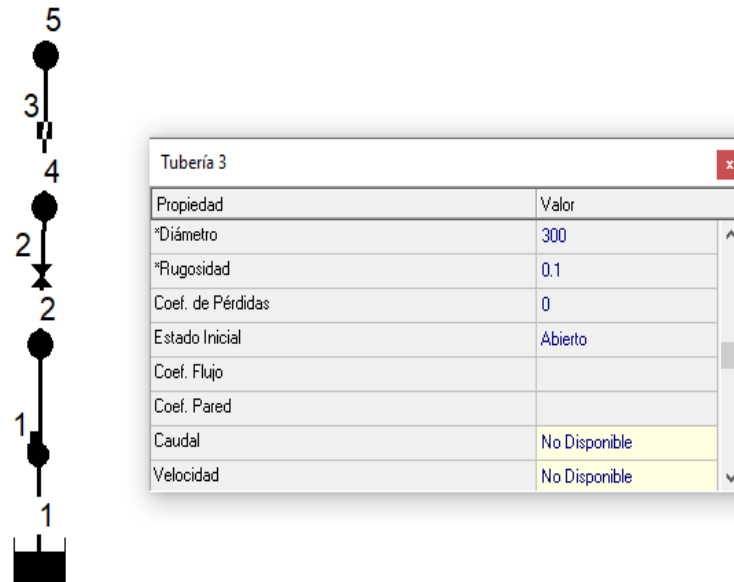 5
3
4
2
2
1
1
Tubería 3
x
Propiedad Valor
*Diámetro 300
*Rugosidad 0.1
Coef. de Pérdidas 0
Estado Inicial Abierto
Coef. Flujo
Coef. Pared
Caudal No Disponible
Velocidad No Disponible